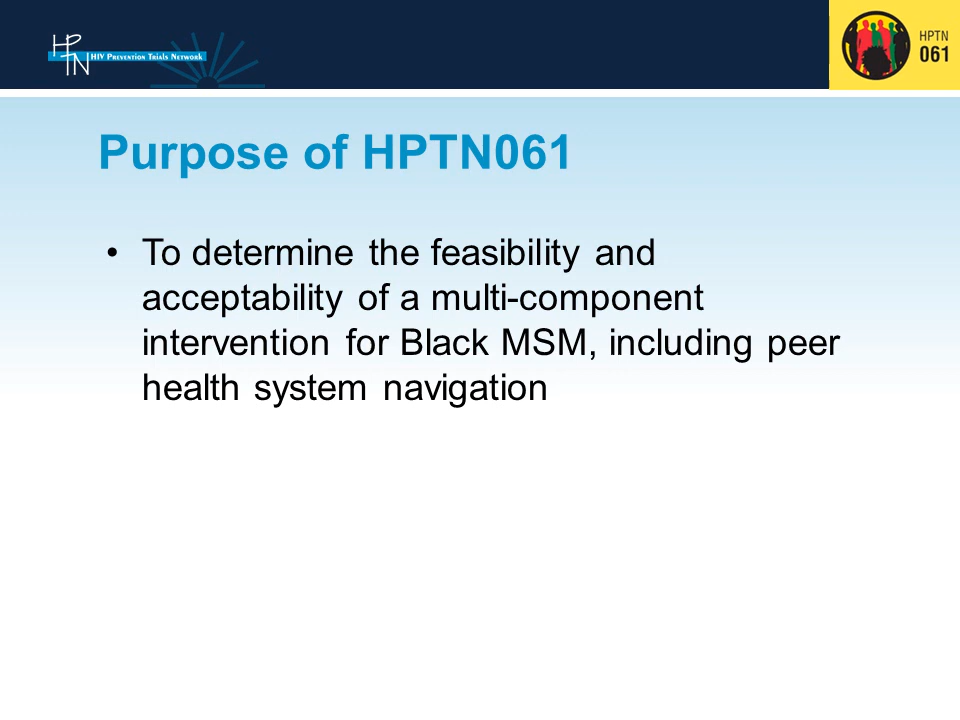 HPTN
HIV Prevention Trials Network
HPTN
061
Purpose of HPTN061
• To determine the feasibility and
acceptability of a multi-component
intervention for Black MSM, including peer
health system navigation